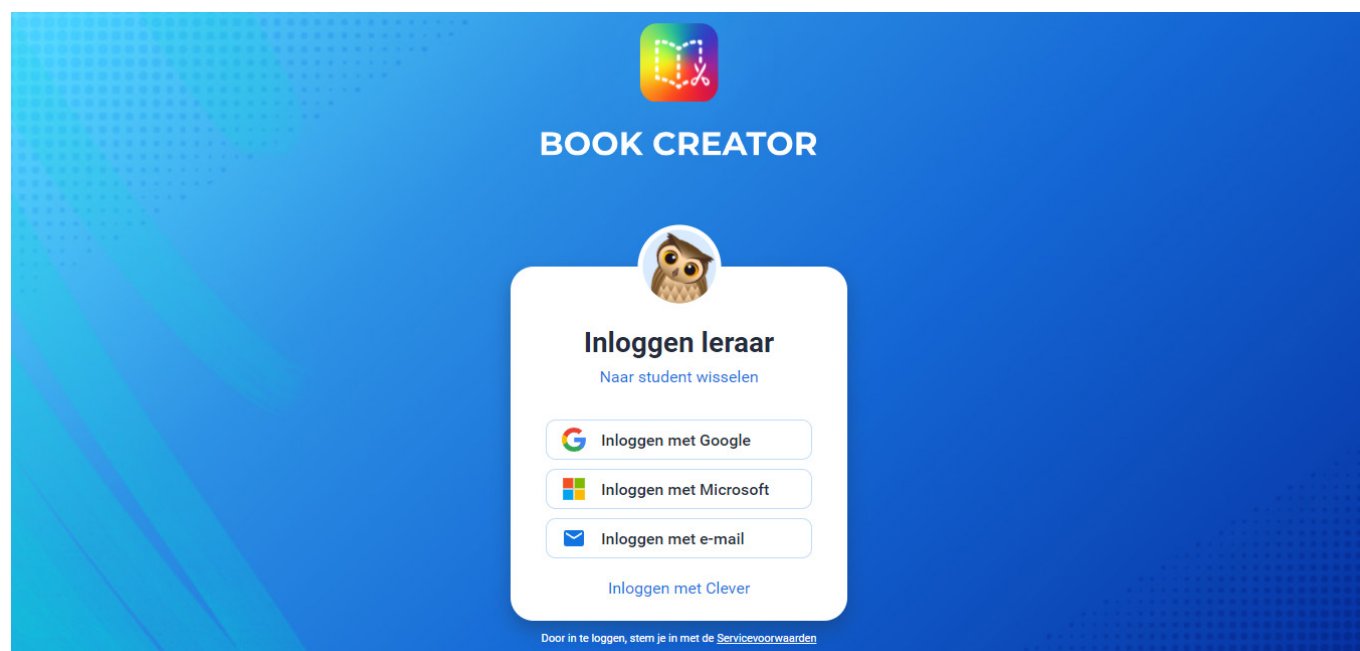 BOOK CREATOR
Inloggen leraar
Naar student wisselen
Inloggen met Google
Inloggen met Microsoft
Inloggen met e-mail
Inloggen met Clever
Door in te loggen, stem je in met de Servicevoorwaarden